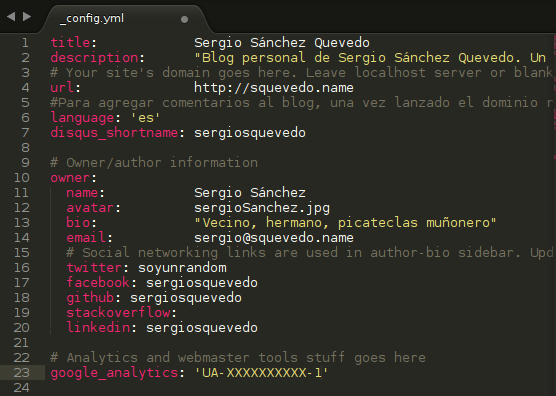 _config.yml
1 title: Sergio Sánchez Quevedo
2 description: "Blog personal de Sergio Sánchez Quevedo. Un
3 # Your site's domain goes here. Leave localhost server or blank
4 url: http://squevedo.name
5 #Para agregar comentarios al blog, una vez lanzado el dominio r
6 language: 'es'
7 disqus_shortname: sergiosquevedo
8
9 # Owner/author information
10 owner:
11 name: Sergio Sánchez
12 avatar: sergioSanchez.jpg
13 bio: "Vecino, hermano, picateclas muñonero"
14 email: sergio@squevedo.name
15 # Social networking links are used in author-bio sidebar. Upd
16 twitter: soyunrandom
17 facebook: sergiosquevedo
18 github: sergiosquevedo
19 stackoverflow:
20 linkedin: sergiosquevedo
21
22 # Analytics and webmaster tools stuff goes here
23 google_analytics: 'UA-XXXXXXXXXX-1'
24